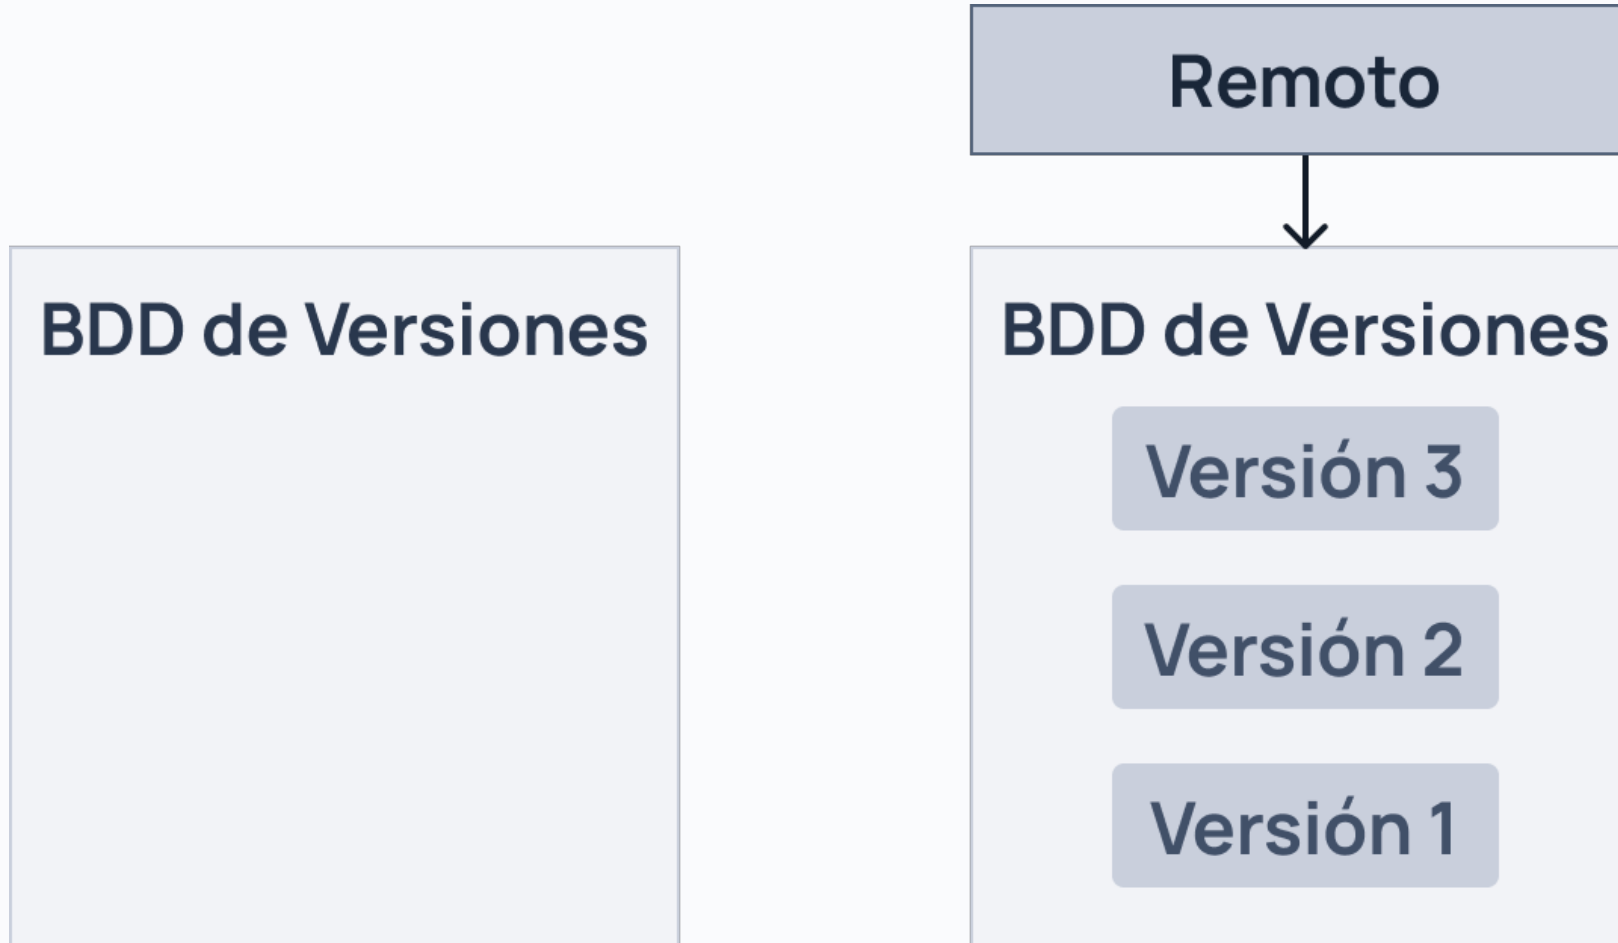 Remoto
BDD de Versiones
BDD de Versiones
Versión 3
Versión 2
Versión 1